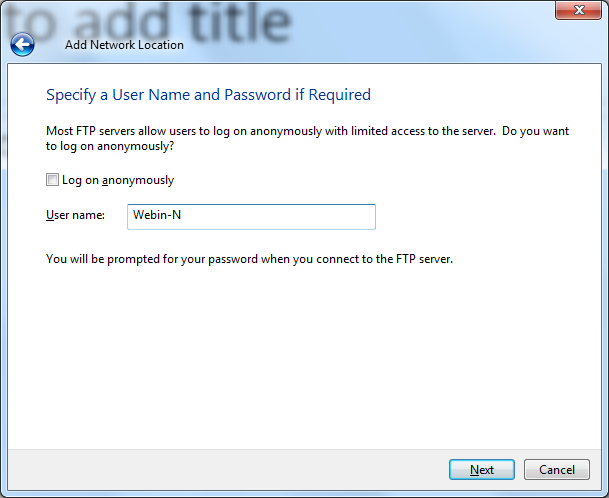 to add title
Add Network Location
Specify a User Name and Password if Required
Most FTP servers allow users to log on anonymously with limited access to the server.  Do you want
to log on anonymously?
Log on anonymously
User name:
Webin-N
You will be prompted for your password when you connect to the FTP server.
Next
Cancel